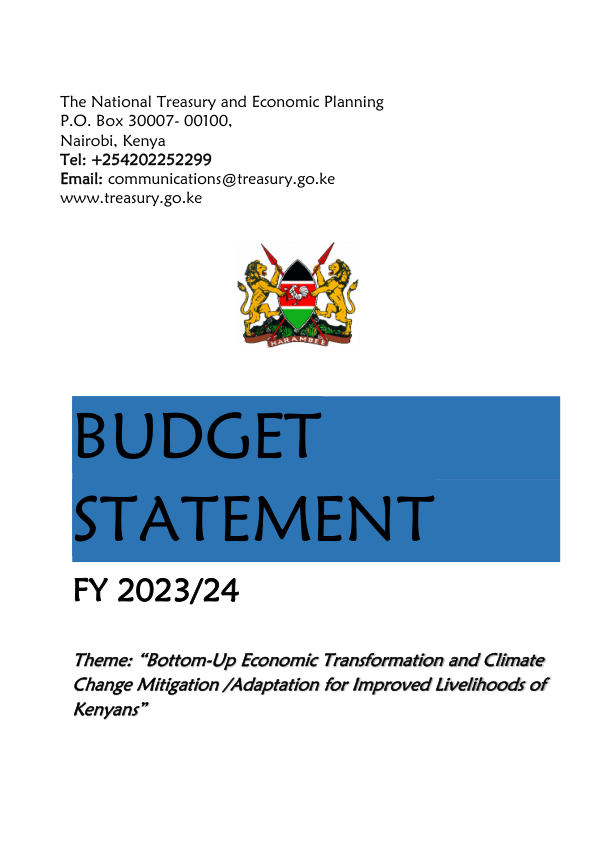 The National Treasury and Economic Planning
P.O. Box 30007- 00100,
Nairobi, Kenya
Tel: +254202252299
Email: communications@treasury.go.ke
www.treasury.go.ke
HARAMBEE
BUDGET
STATEMENT
FY 2023/24
Theme: “Bottom-Up Economic Transformation and Climate
Change Mitigation /Adaptation for Improved Livelihoods of
Kenyans”